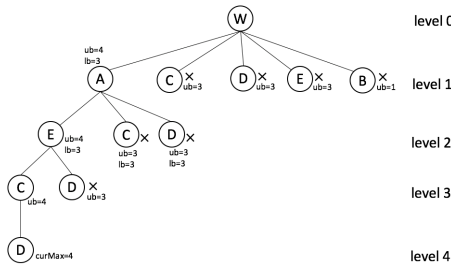 W
level 0
ub=4
lb=3
A
C × ub=3
D × ub=3
E × ub=3
B × ub=1
level 1
E ub=4
lb=3
C ×
ub=3
lb=3
D ×
ub=3
lb=3
level 2
C ub=4
D × ub=3
level 3
D curMax=4
level 4